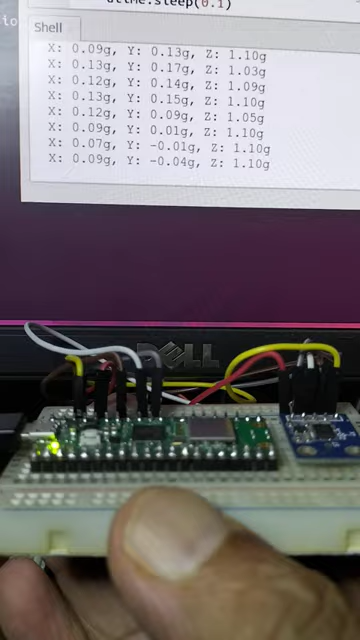 utime.sleep(0.1)
Shell
X: 0.09g, Y: 0.13g, Z: 1.10g
X: 0.13g, Y: 0.17g, Z: 1.03g
X: 0.12g, Y: 0.14g, Z: 1.09g
X: 0.13g, Y: 0.15g, Z: 1.10g
X: 0.12g, Y: 0.09g, Z: 1.05g
X: 0.09g, Y: 0.01g, Z: 1.10g
X: 0.07g, Y: -0.01g, Z: 1.10g
X: 0.09g, Y: -0.04g, Z: 1.10g
DELL